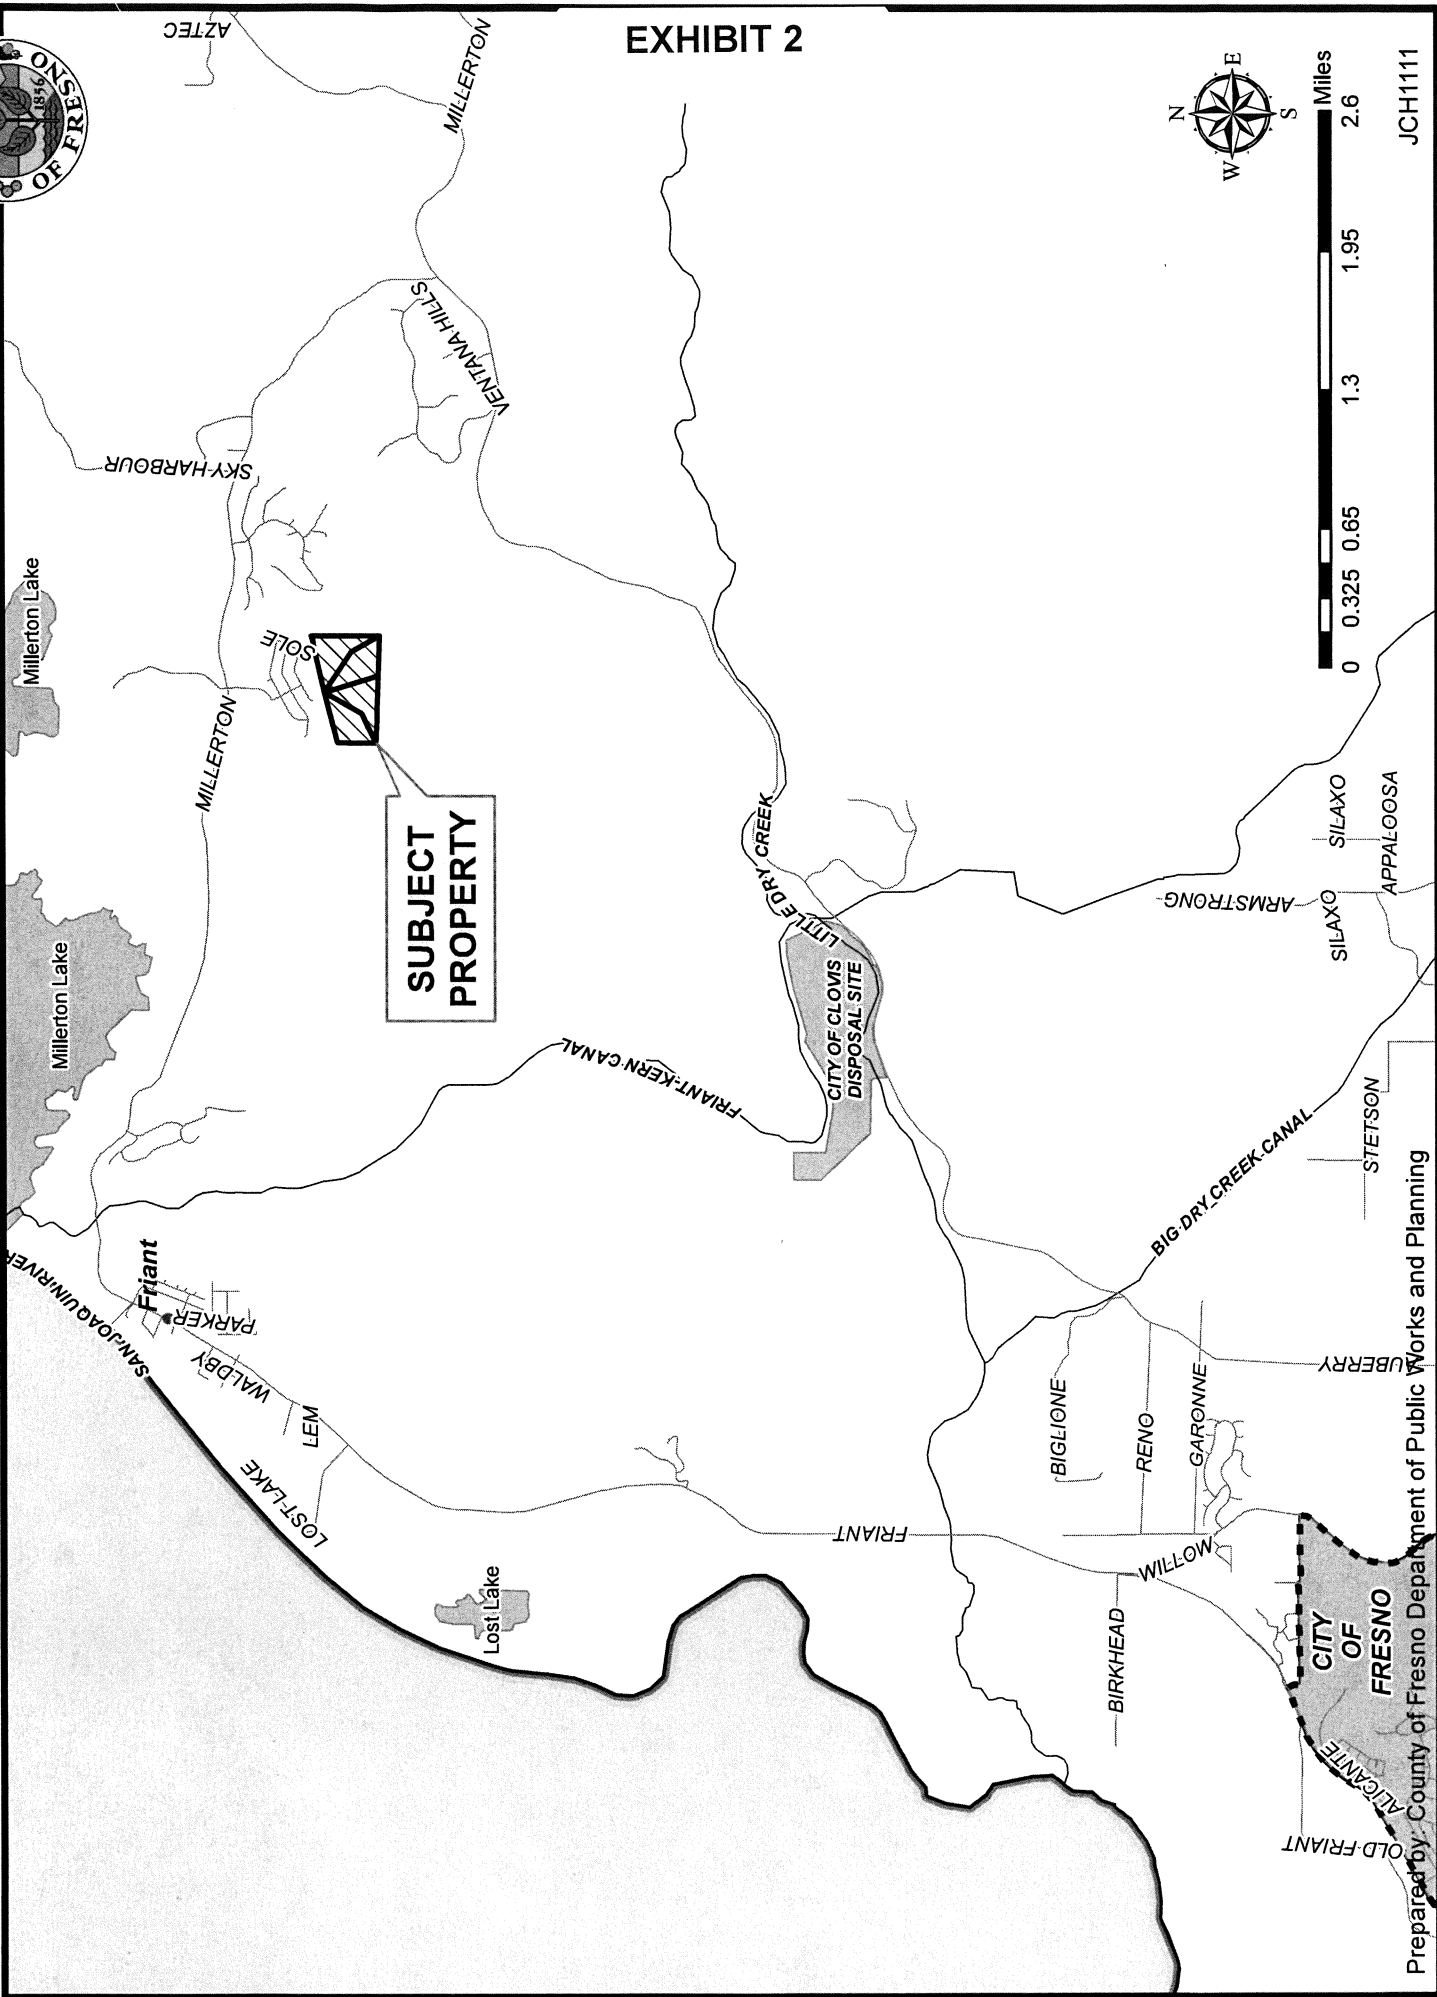 EXHIBIT 2
OF FRESNO
1856
AZTEC
MILLERTON
Millerton Lake
SKY HARBOUR
VENTANA HILLS
SOLE
MILLERTON
Millerton Lake
SUBJECT
PROPERTY
SAN JOAQUIN RIVER
Friant
PARKER
WALDBY
LEM
LOST LAKE
Lost Lake
FRIANT-KERN CANAL
LITTLE DRY CREEK
CITY OF CLOVIS
DISPOSAL SITE
FRIANT
BIGLIONE
RENO
GARONNE
WILLOW
BIRKHEAD
AUBERRY
BIG DRY CREEK CANAL
ARMSTRONG
SILAXO
SILAXO
APPALOOSA
STETSON
CITY
OF
FRESNO
ALICANTE
OLD FRIANT
N
E
S
W
Miles
0 0.325 0.65 1.3 1.95 2.6
Prepared by: County of Fresno Department of Public Works and Planning
JCH1111